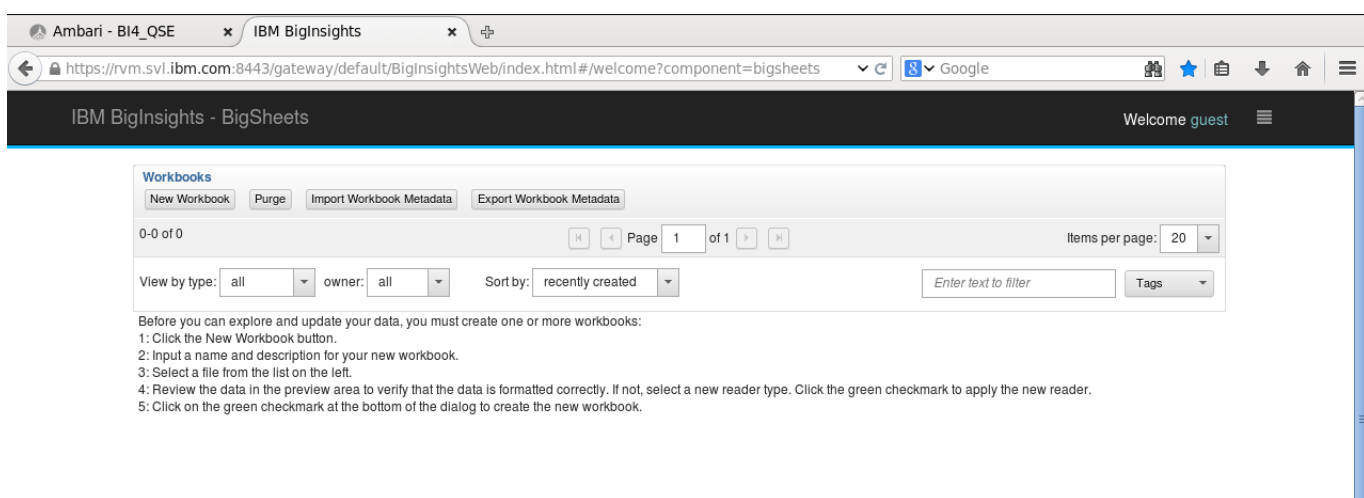 Ambari - BI4_QSE × IBM BigInsights ×
https://rvm.svl.ibm.com:8443/gateway/default/BigInsightsWeb/index.html#/welcome?component=bigsheets 8 Google
IBM BigInsights - BigSheets Welcome guest
Workbooks
New Workbook Purge Import Workbook Metadata Export Workbook Metadata
0-0 of 0 Page 1 of 1 Items per page: 20
View by type: all owner: all Sort by: recently created Enter text to filter Tags
Before you can explore and update your data, you must create one or more workbooks:
1: Click the New Workbook button.
2: Input a name and description for your new workbook.
3: Select a file from the list on the left.
4: Review the data in the preview area to verify that the data is formatted correctly. If not, select a new reader type. Click the green checkmark to apply the new reader.
5: Click on the green checkmark at the bottom of the dialog to create the new workbook.